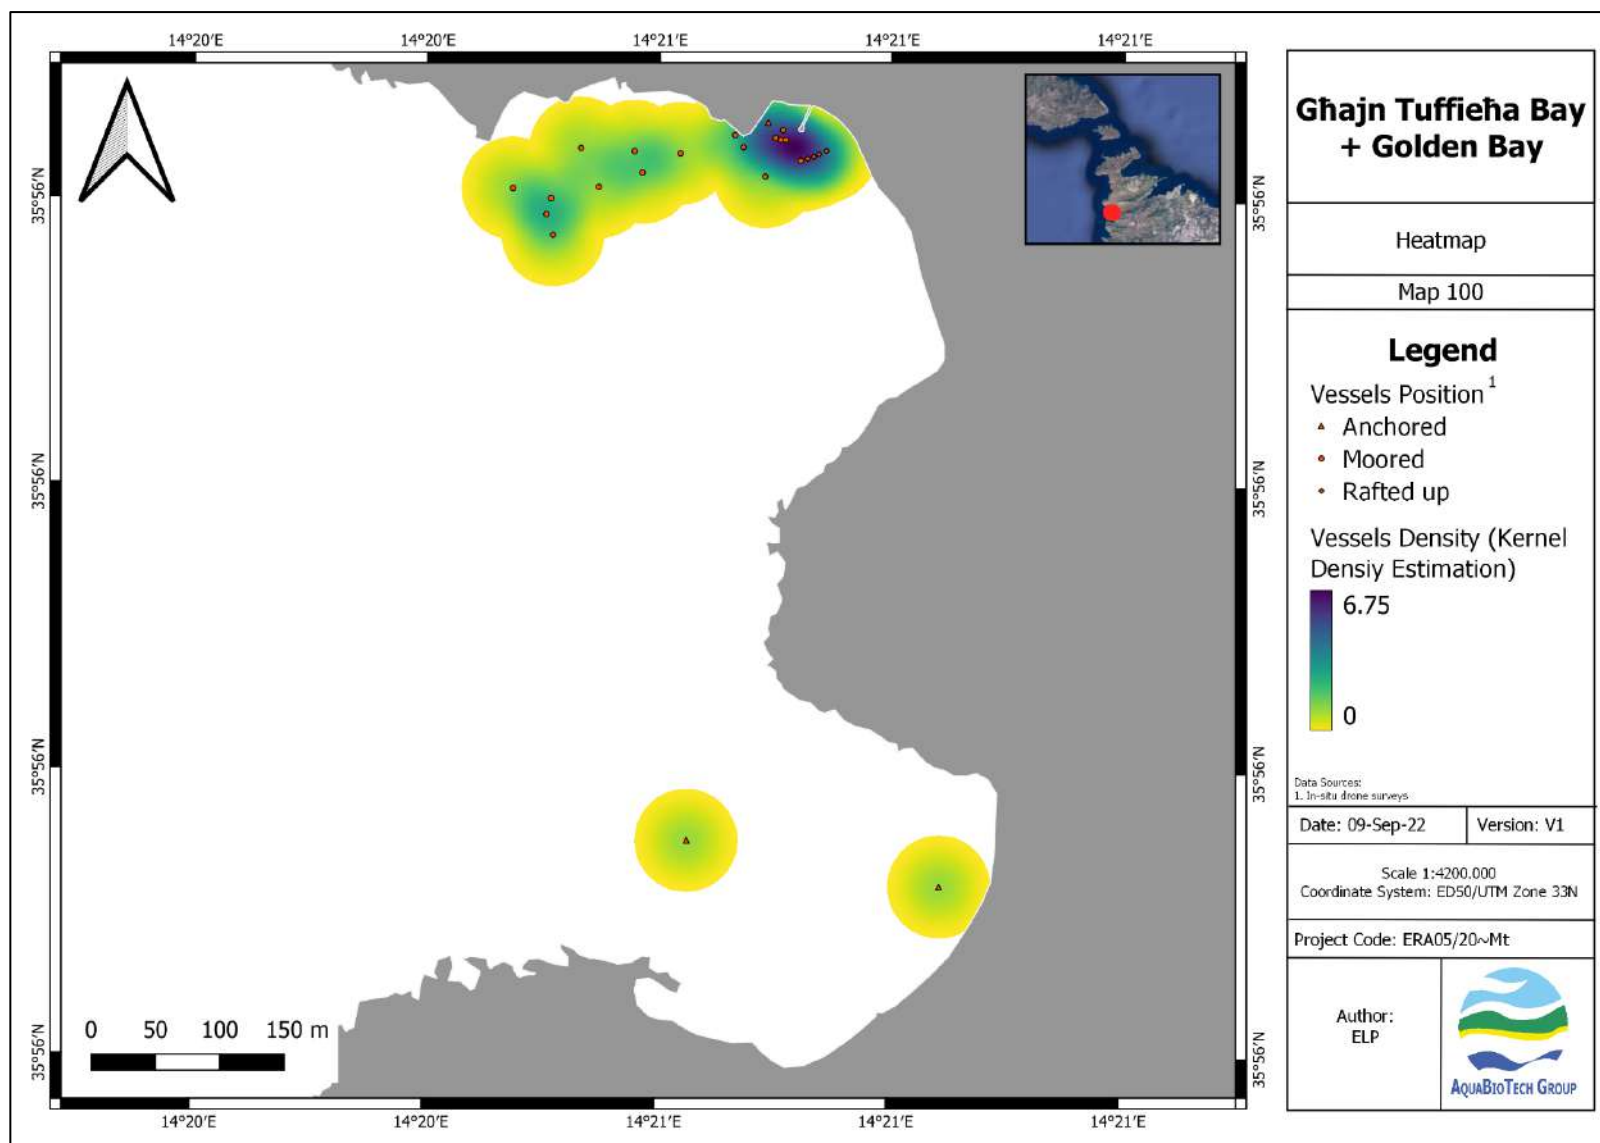 14°20′E 14°20′E 14°21′E 14°21′E 14°21′E
35°56′N 35°56′N
35°56′N 35°56′N
35°56′N 35°56′N
35°56′N 35°56′N
0 50 100 150 m
14°20′E 14°20′E 14°21′E 14°21′E 14°21′E
Għajn Tuffieħa Bay
+ Golden Bay
Heatmap
Map 100
Legend
Vessels Position 1
Anchored
Moored
Rafted up
Vessels Density (Kernel
Densiy Estimation)
6.75
0
Data Sources:
1. In-situ drone surveys
Date: 09-Sep-22 Version: V1
Scale 1:4200.000
Coordinate System: ED50/UTM Zone 33N
Project Code: ERA05/20~Mt
Author:
ELP
AQUABIOTECH GROUP